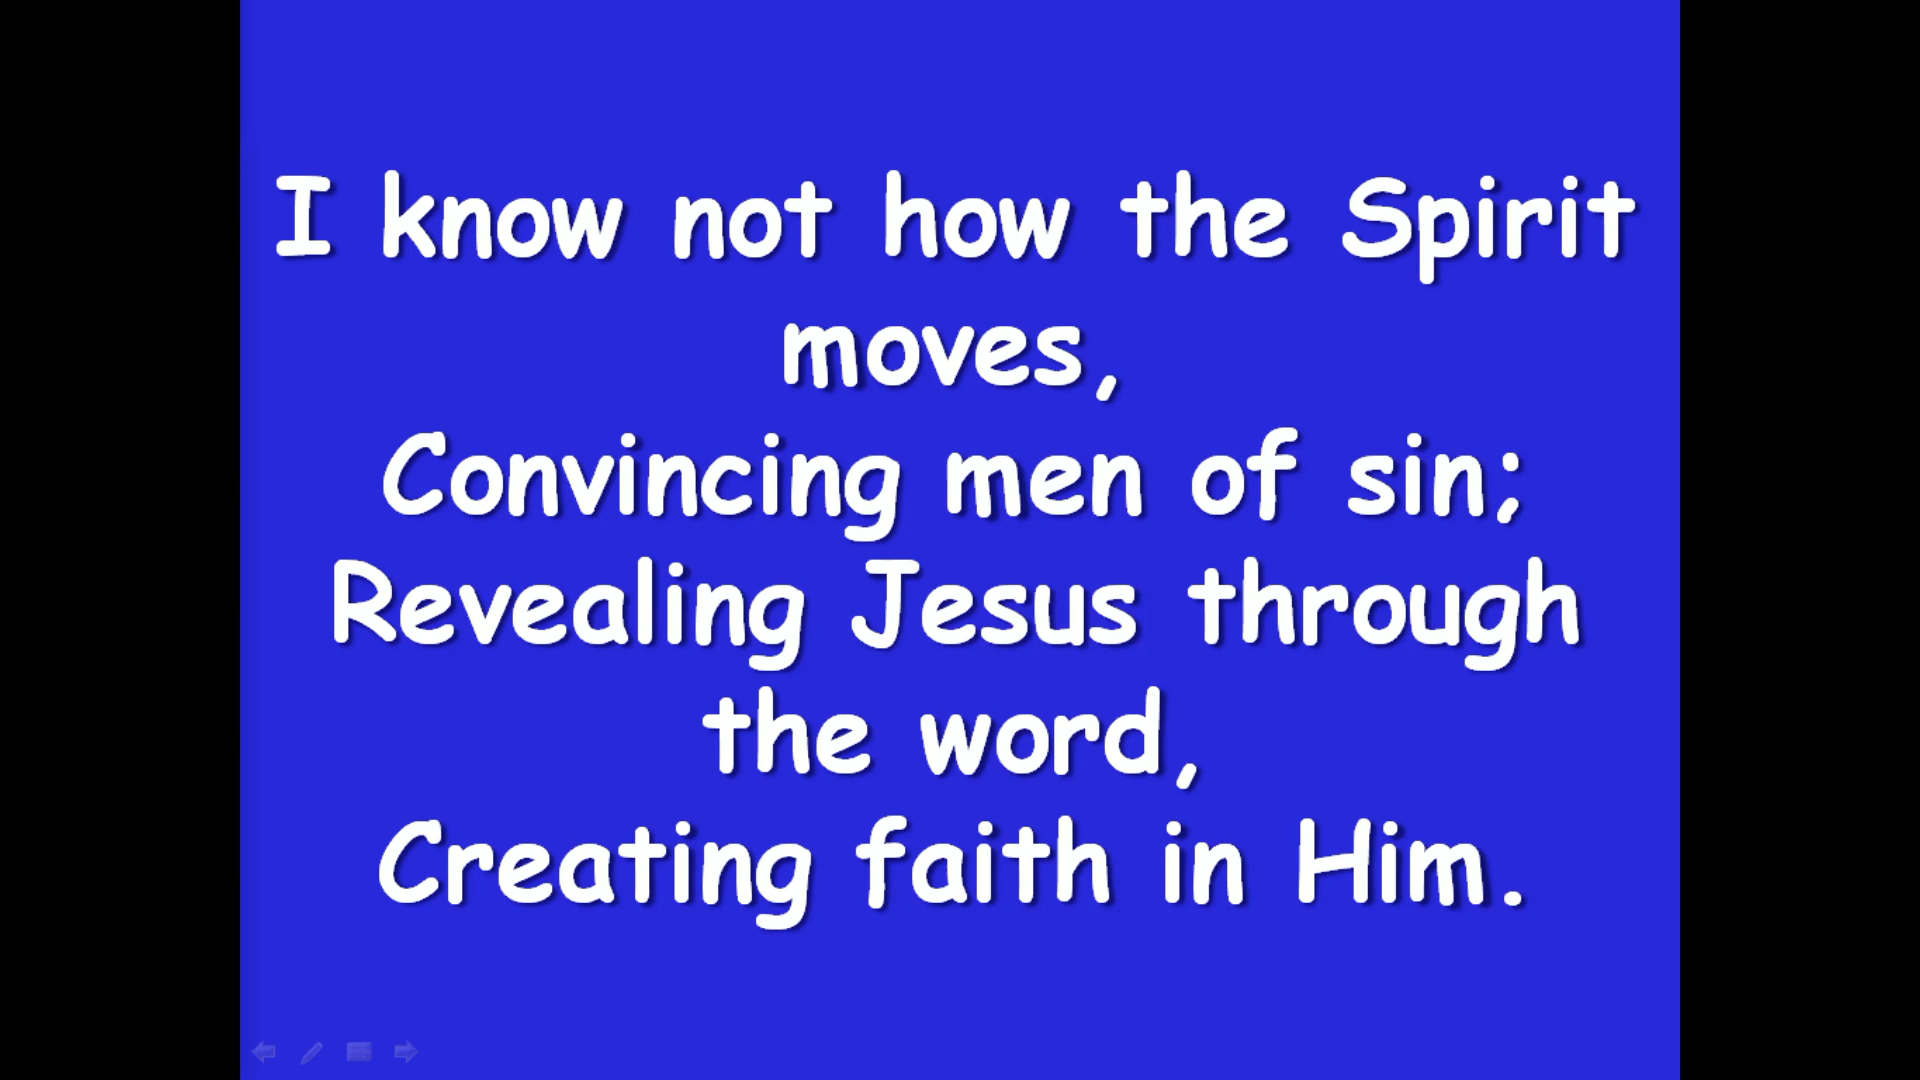 I know not how the Spirit
moves,
Convincing men of sin;
Revealing Jesus through
the word,
Creating faith in Him.